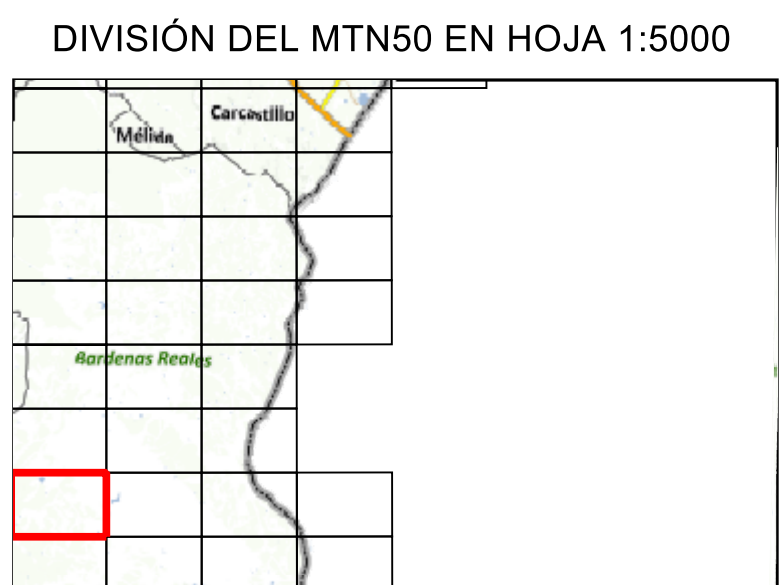 DIVISIÓN DEL MTN50 EN HOJA 1:5000
Carcastillo
Mélida
Bardenas Reales